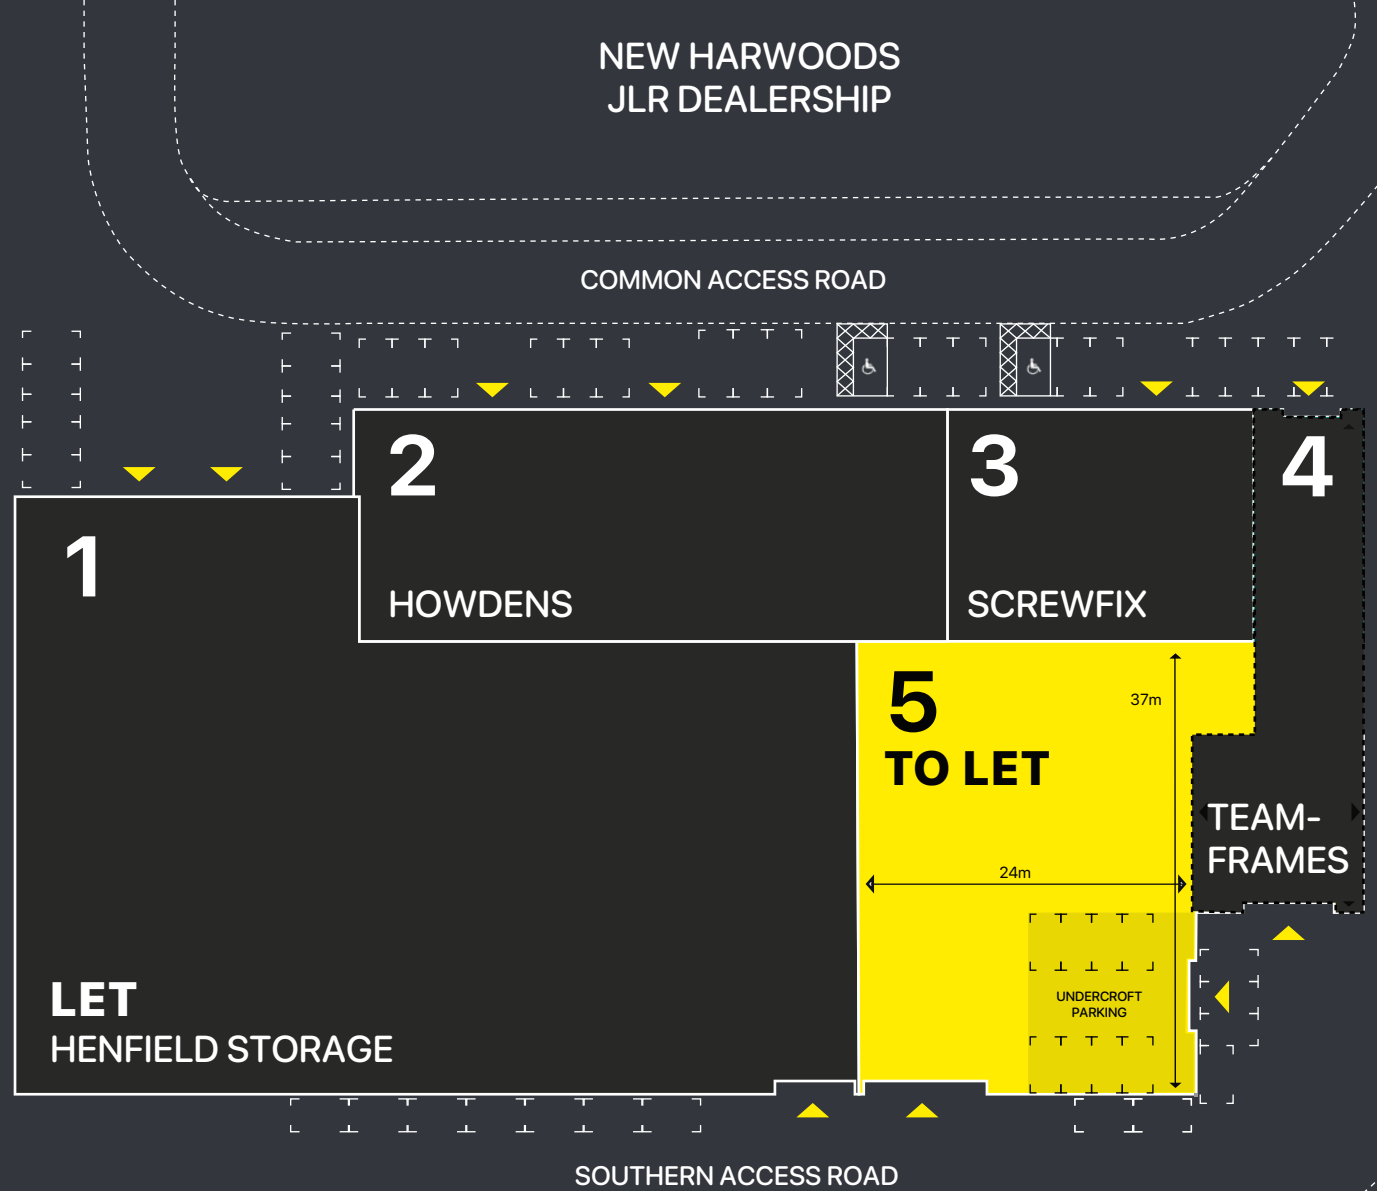 NEW HARWOODS
JLR DEALERSHIP
COMMON ACCESS ROAD
2
HOWDENS
3
SCREWFIX
4
TEAM-
FRAMES
1
LET
HENFIELD STORAGE
5
TO LET
37m
24m
UNDERCROFT
PARKING
SOUTHERN ACCESS ROAD